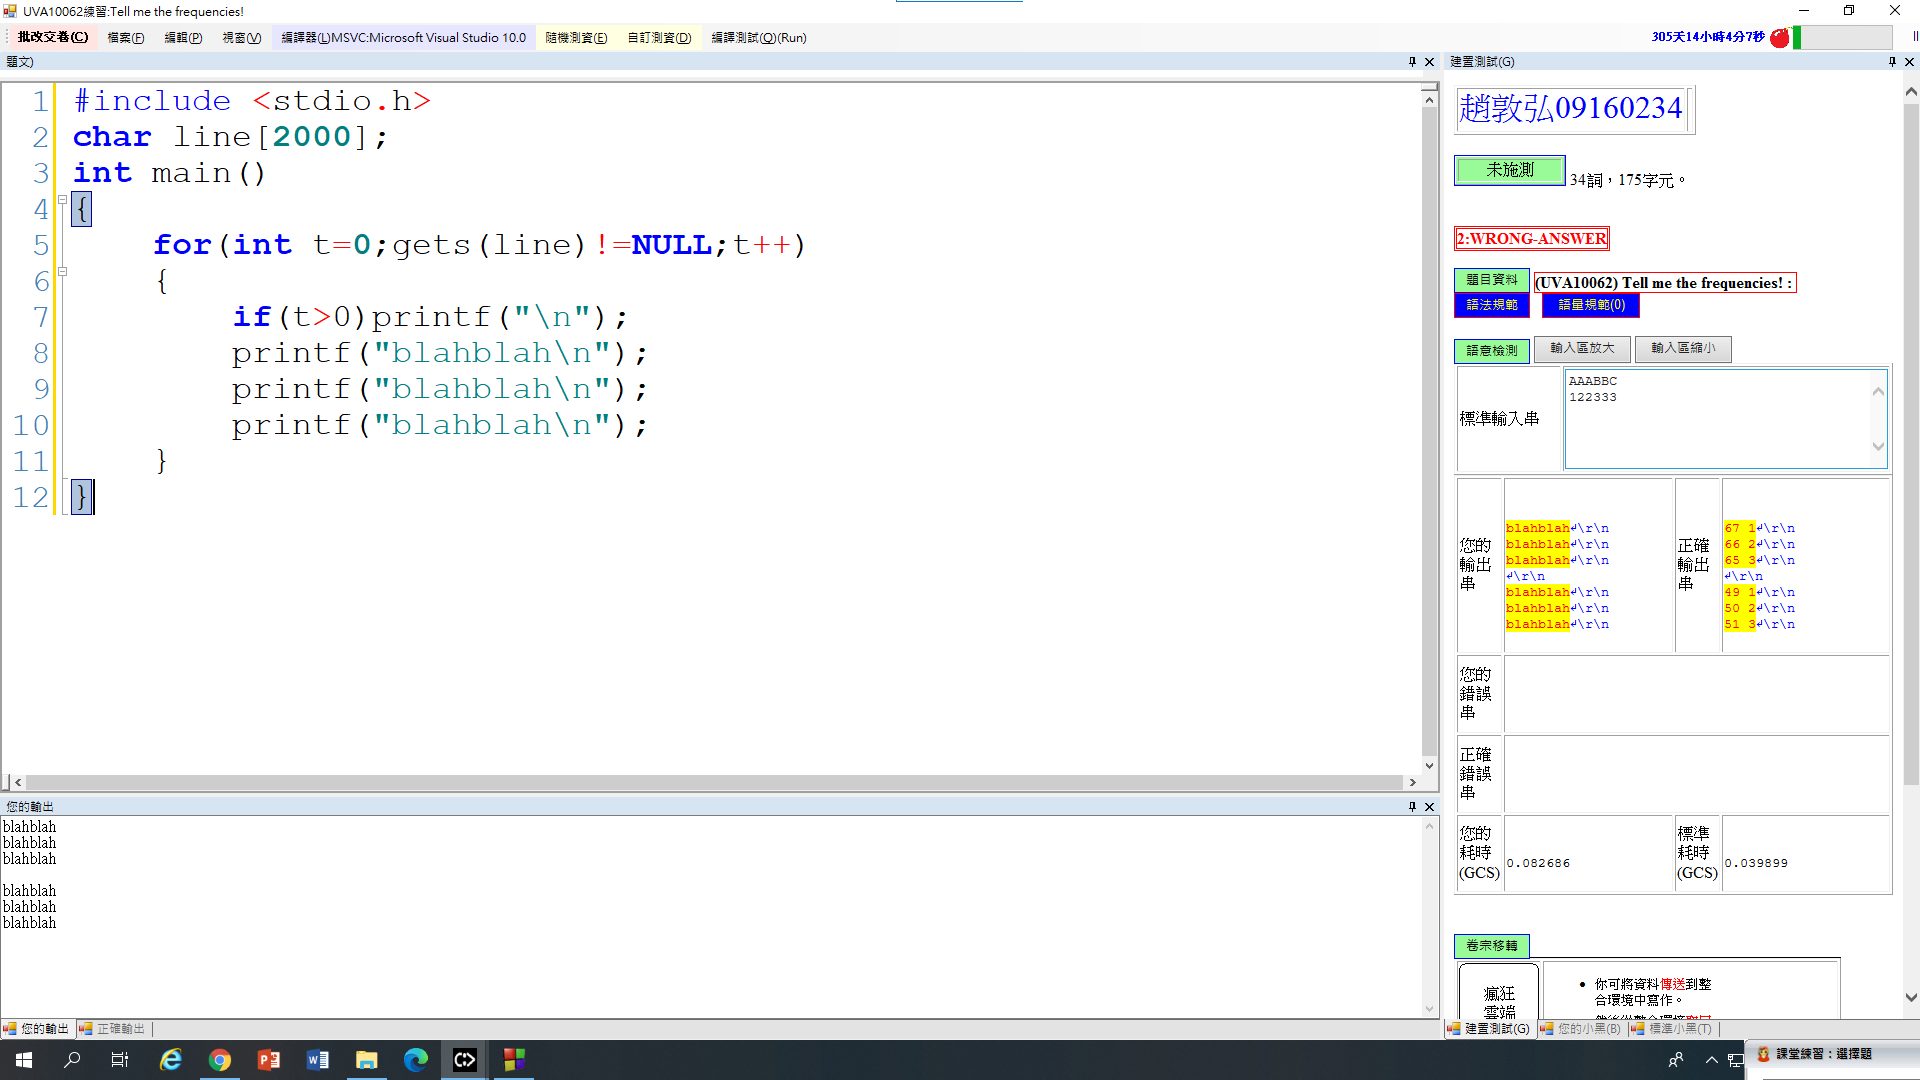 UVA10062練習:Tell me the frequencies!
批改交卷(C) 檔案(F) 編輯(P) 視窗(V) 編譯器(L)MSVC:Microsoft Visual Studio 10.0 隨機測資(E) 自訂測資(D) 編譯測試(Q)(Run)
305天14小時4分7秒
題文)
1 #include <stdio.h>
2 char line[2000];
3 int main()
4 {
5 for(int t=0;gets(line)!=NULL;t++)
6 {
7 if(t>0)printf("\n");
8 printf("blahblah\n");
9 printf("blahblah\n");
10 printf("blahblah\n");
11 }
12 }
您的輸出
blahblah
blahblah
blahblah
blahblah
blahblah
blahblah
您的輸出 正確輸出
建置測試(G)
趙敦弘09160234
未施測 34詞，175字元。
2:WRONG-ANSWER
題目資料 (UVA10062) Tell me the frequencies! :
語法規範 語量規範(0)
語意檢測 輸入區放大 輸入區縮小
標準輸入串
AAABBC
122333
您的輸出串
blahblah↲\r\n
blahblah↲\r\n
blahblah↲\r\n
↲\r\n
blahblah↲\r\n
blahblah↲\r\n
blahblah↲\r\n
正確輸出串
67 1↲\r\n
66 2↲\r\n
65 3↲\r\n
↲\r\n
49 1↲\r\n
50 2↲\r\n
51 3↲\r\n
您的錯誤串
正確錯誤串
您的耗時(GCS) 0.082686 標準耗時(GCS) 0.039899
卷宗移轉
瘋狂
雲端
你可將資料傳送到整
合環境中寫作。
建置測試(G) 您的小黑(B) 標準小黑(T)
課堂練習：選擇題